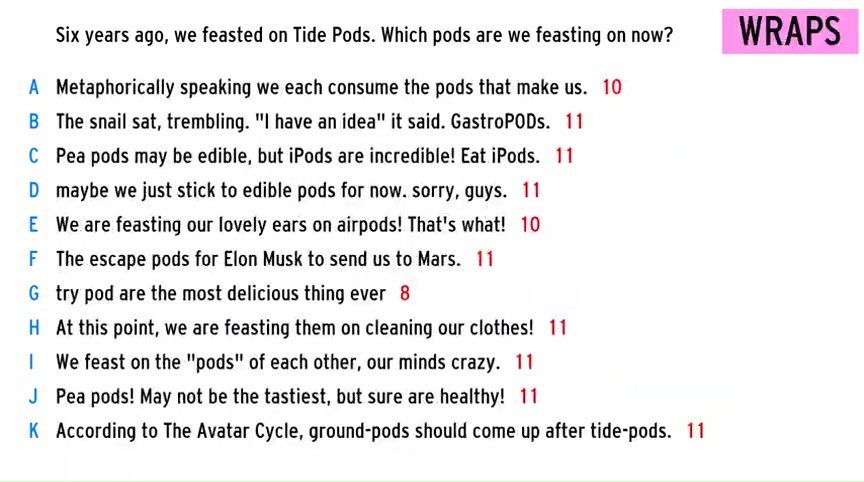 Six years ago, we feasted on Tide Pods. Which pods are we feasting on now?
WRAPS
A Metaphorically speaking we each consume the pods that make us. 10
B The snail sat, trembling. "I have an idea" it said. GastroPODs. 11
C Pea pods may be edible, but iPods are incredible! Eat iPods. 11
D maybe we just stick to edible pods for now. sorry, guys. 11
E We are feasting our lovely ears on airpods! That's what! 10
F The escape pods for Elon Musk to send us to Mars. 11
G try pod are the most delicious thing ever 8
H At this point, we are feasting them on cleaning our clothes! 11
I We feast on the "pods" of each other, our minds crazy. 11
J Pea pods! May not be the tastiest, but sure are healthy! 11
K According to The Avatar Cycle, ground-pods should come up after tide-pods. 11